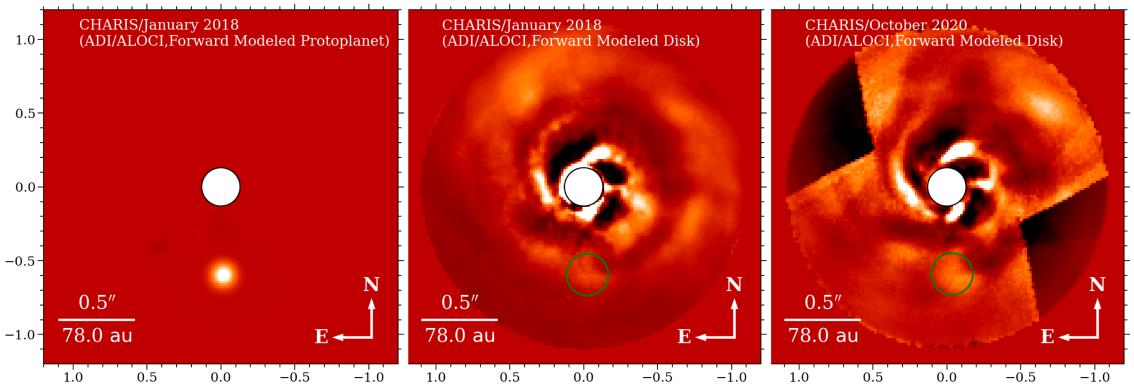 CHARIS/January 2018
(ADI/ALOCI,Forward Modeled Protoplanet)
CHARIS/January 2018
(ADI/ALOCI,Forward Modeled Disk)
CHARIS/October 2020
(ADI/ALOCI,Forward Modeled Disk)
1.0
0.5
0.0
−0.5
−1.0
0.5″
78.0 au
N
E
0.5″
78.0 au
N
E
0.5″
78.0 au
N
E
1.0 0.5 0.0 −0.5 −1.0
1.0 0.5 0.0 −0.5 −1.0
1.0 0.5 0.0 −0.5 −1.0